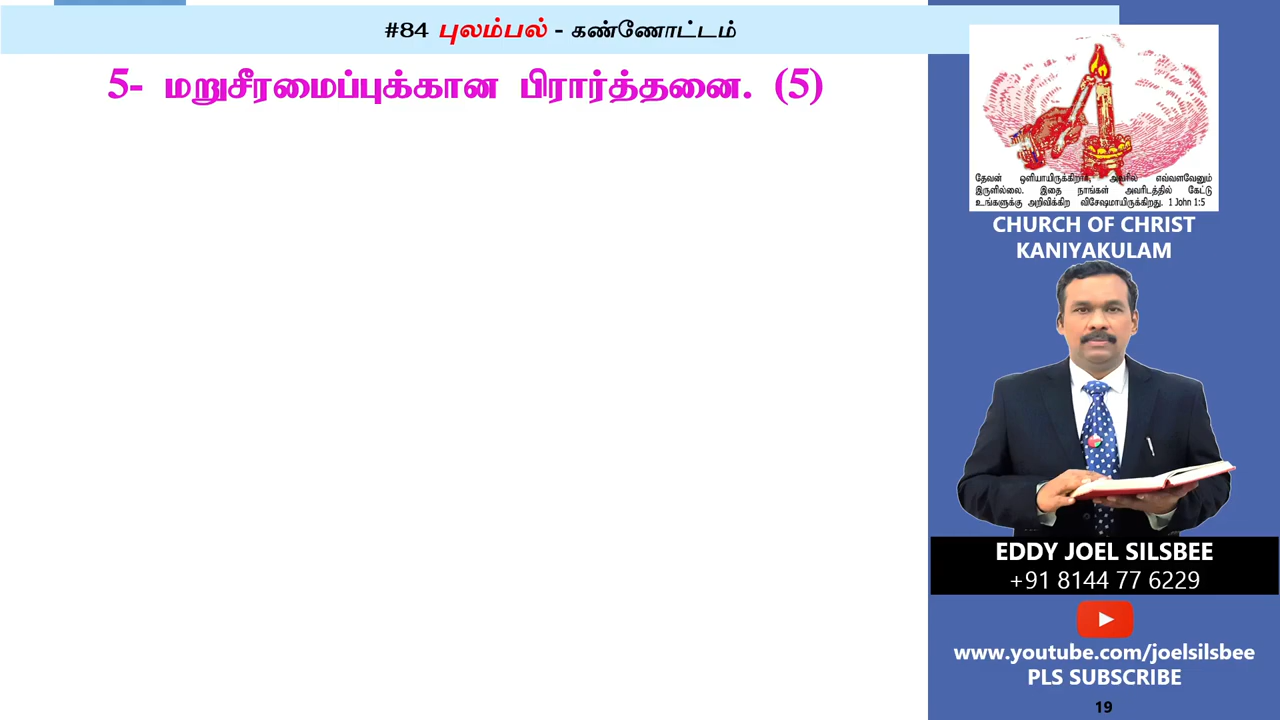 #84 புலம்பல் - கண்ணோட்டம்
5- மறுசீரமைப்புக்கான பிரார்த்தனை. (5)
தேவன் ஒளியாயிருக்கிறார், அவரில் எவ்வளவேனும்
இருளில்லை. இதை நாங்கள் அவரிடத்தில் கேட்டு
உங்களுக்கு அறிவிக்கிற விசேஷமாயிருக்கிறது. 1 John 1:5
CHURCH OF CHRIST
KANIYAKULAM
EDDY JOEL SILSBEE
+91 8144 77 6229
www.youtube.com/joelsilsbee
PLS SUBSCRIBE
19